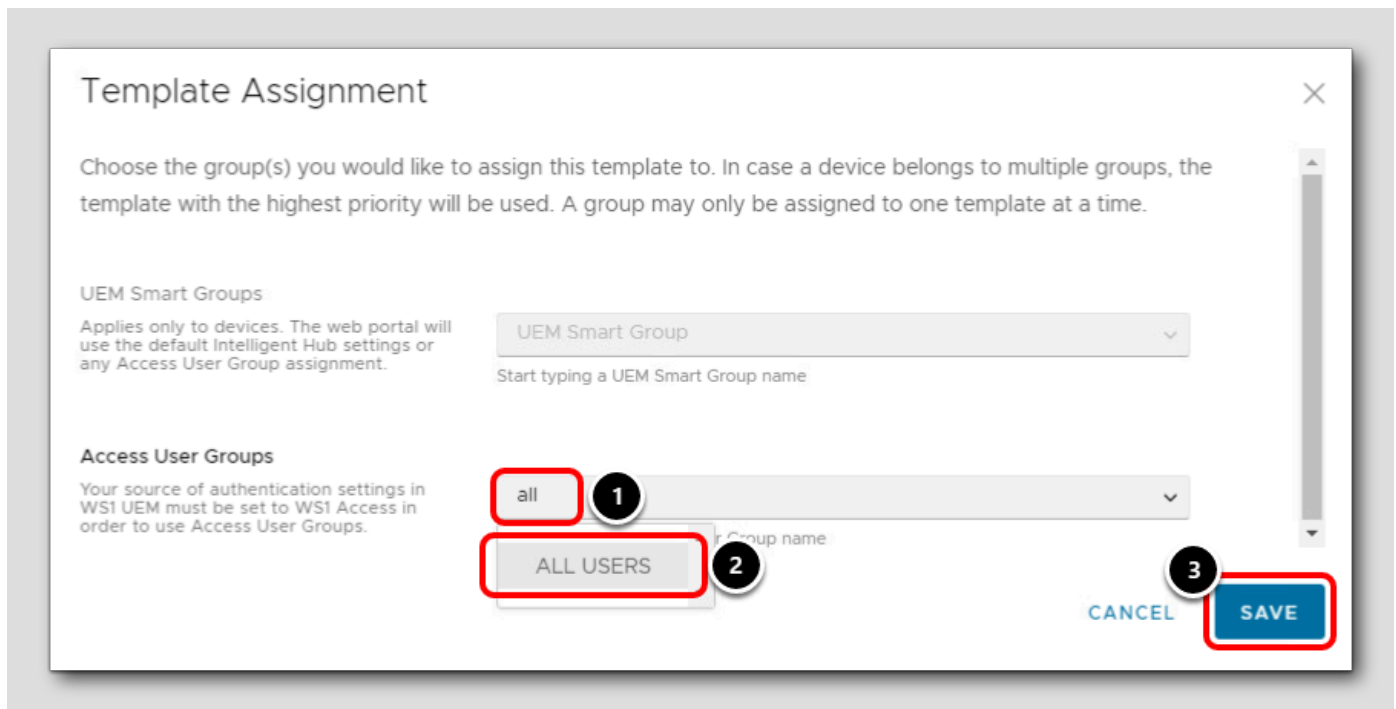 Template Assignment
Choose the group(s) you would like to assign this template to. In case a device belongs to multiple groups, the
template with the highest priority will be used. A group may only be assigned to one template at a time.
UEM Smart Groups
Applies only to devices. The web portal will
use the default Intelligent Hub settings or
any Access User Group assignment.
UEM Smart Group
Start typing a UEM Smart Group name
Access User Groups
Your source of authentication settings in
WS1 UEM must be set to WS1 Access in
order to use Access User Groups.
all
1
Group name
ALL USERS
2
3
CANCEL
SAVE